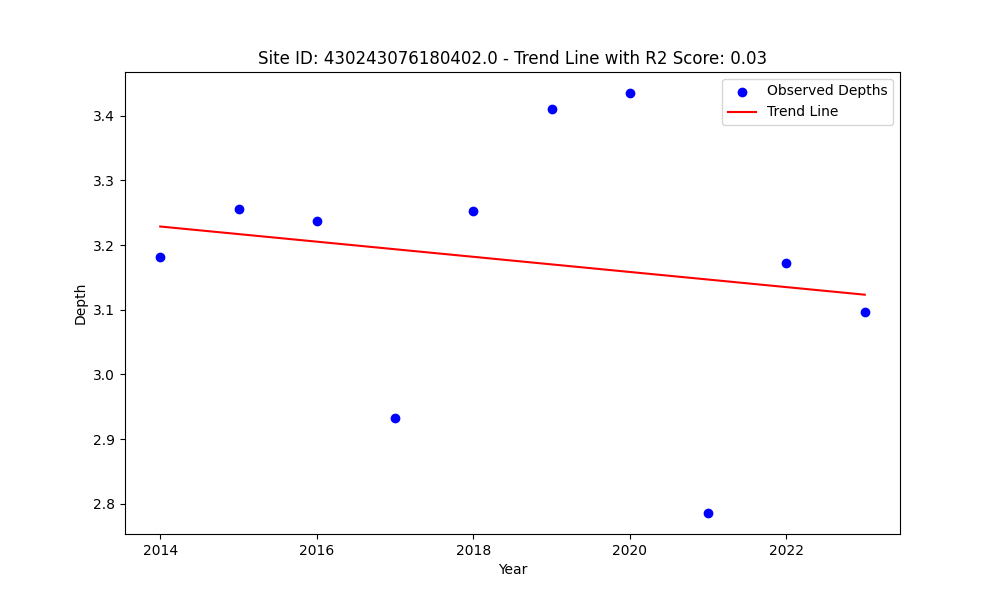 Site ID: 430243076180402.0 - Trend Line with R2 Score: 0.03
Observed Depths
Trend Line
3.4
3.3
3.2
3.1
3.0
2.9
2.8
Depth
2014 2016 2018 2020 2022
Year